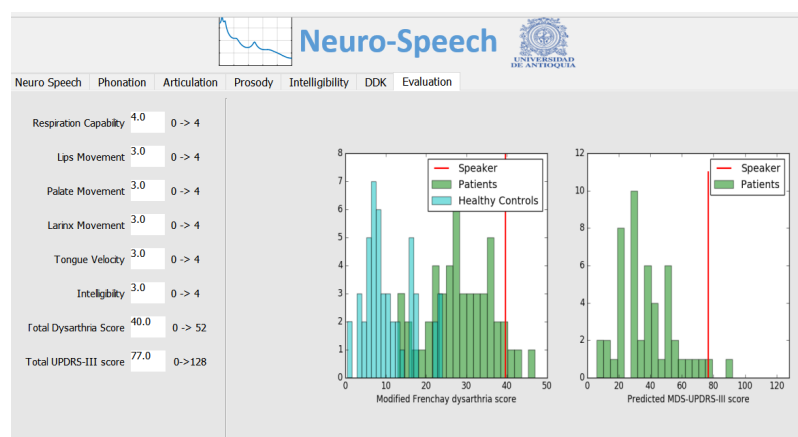 Neuro-Speech
UNIVERSIDAD
DE ANTIOQUIA
Neuro Speech Phonation Articulation Prosody Intelligibility DDK Evaluation
Respiration Capability 4.0 0 -> 4
Lips Movement 3.0 0 -> 4
Palate Movement 3.0 0 -> 4
Larinx Movement 3.0 0 -> 4
Tongue Velocity 3.0 0 -> 4
Inteligibility 3.0 0 -> 4
Total Dysarthria Score 40.0 0 -> 52
Total UPDRS-III score 77.0 0->128
8
7
6
5
4
3
2
1
0
0 10 20 30 40 50
Modified Frenchay dysarthria score
Speaker
Patients
Healthy Controls
12
10
8
6
4
2
0
0 20 40 60 80 100 120
Predicted MDS-UPDRS-III score
Speaker
Patients